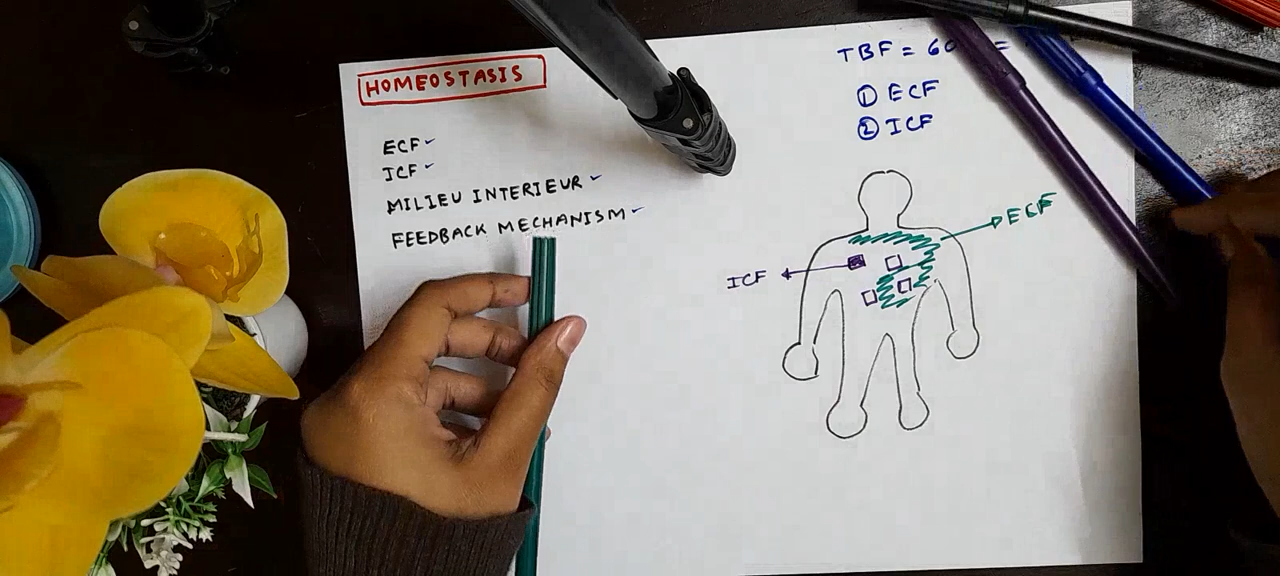 HOMEOSTASIS
ECF
ICF
MILIEU INTERIEUR
FEEDBACK MECHANISM
TBF = 60 =
① ECF
② ICF
ECF
ICF